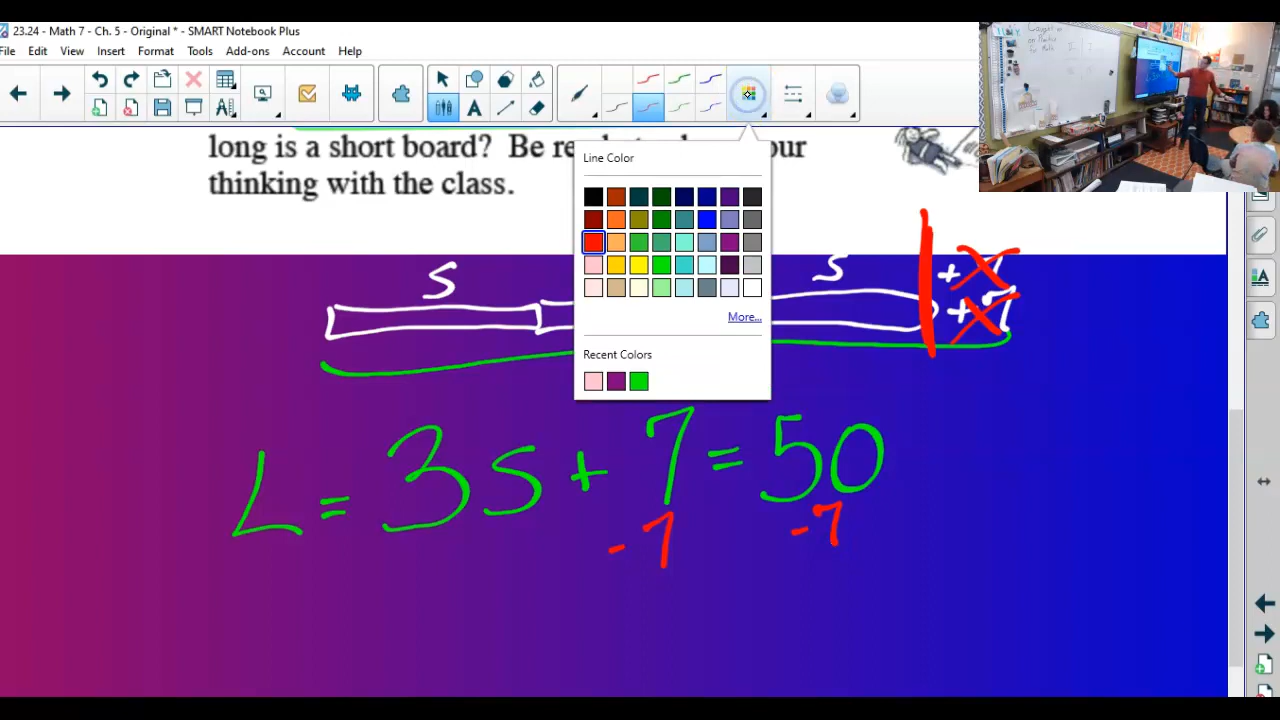 23.24 - Math 7 - Ch. 5 - Original * - SMART Notebook Plus
File Edit View Insert Format Tools Add-ons Account Help
long is a short board? Be
our
thinking with the class.
Line Color
More...
Recent Colors
S
S
+ 7
+ 7
L = 3S + 7 = 50
-7 -7